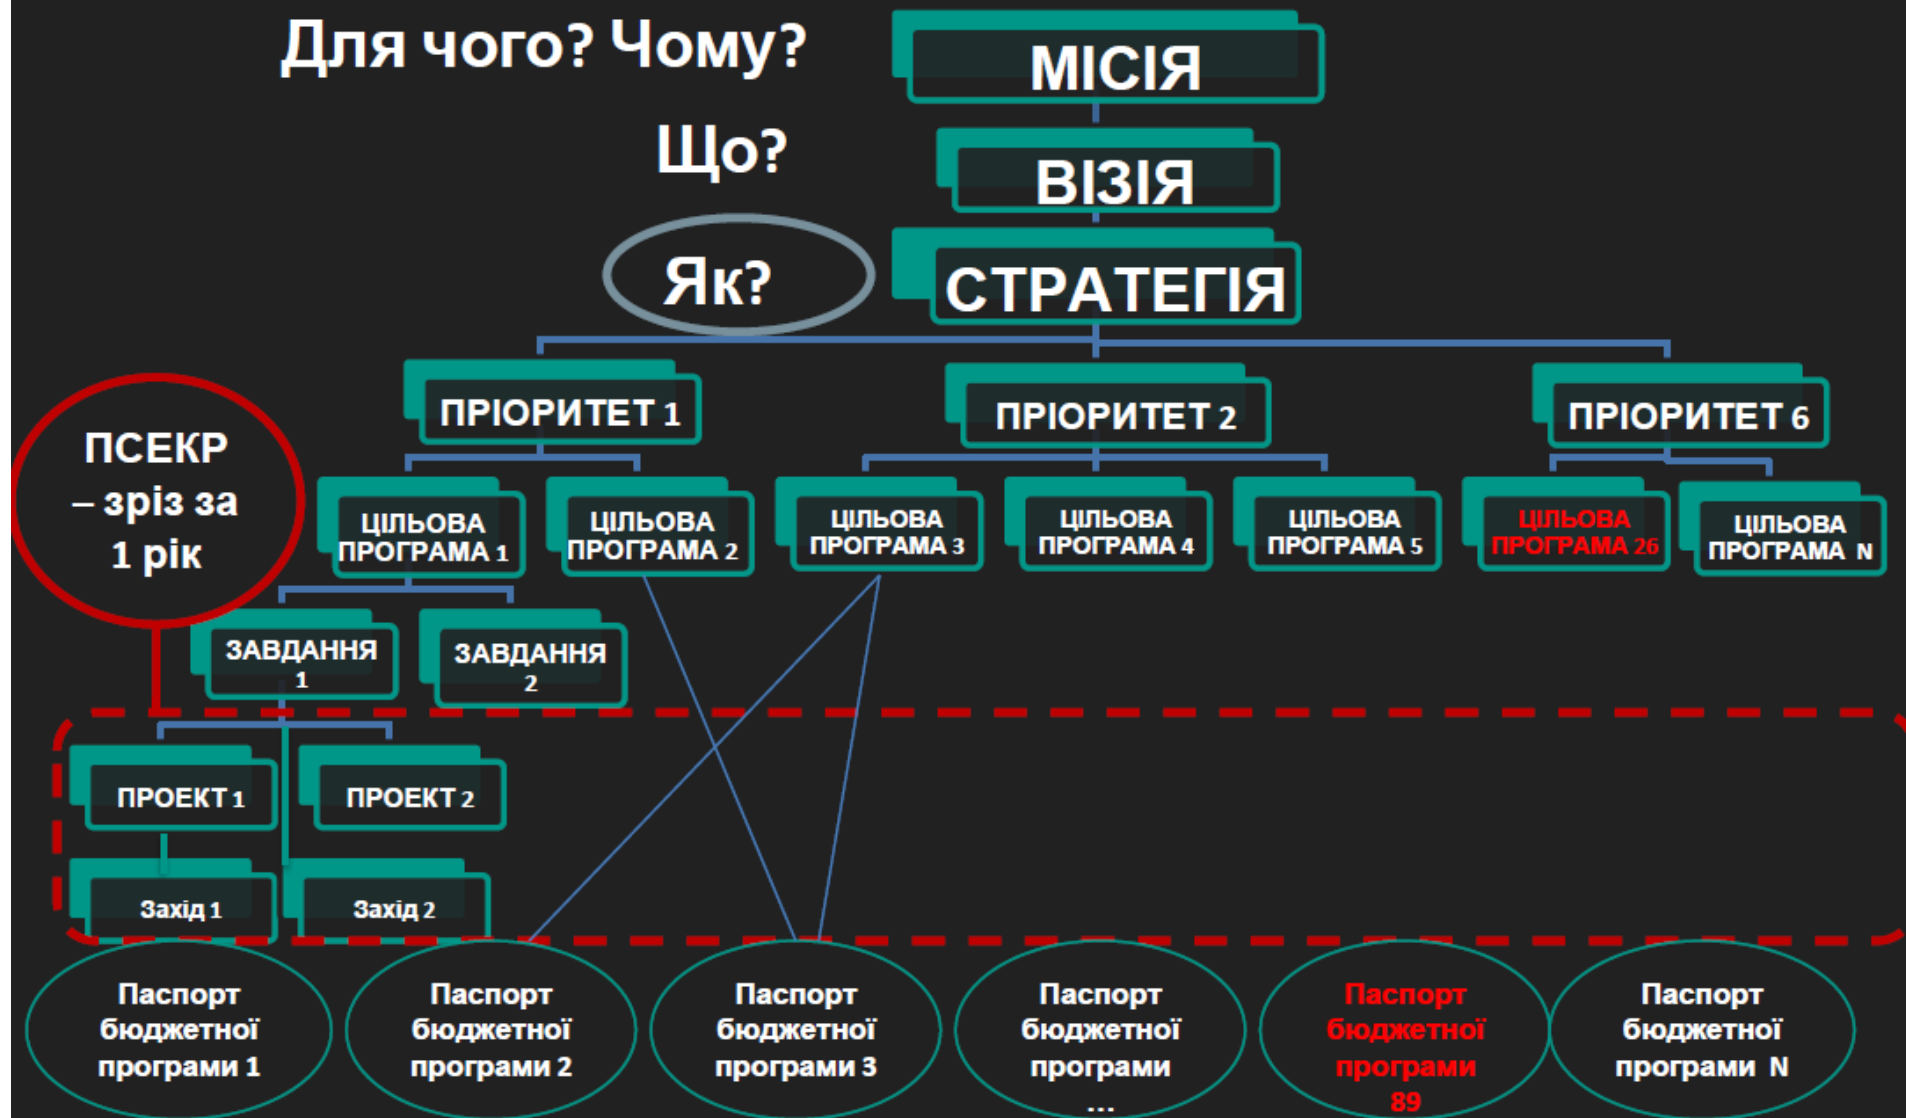 Для чого? Чому?
МІСІЯ
Що?
ВІЗІЯ
Як?
СТРАТЕГІЯ
ПРІОРИТЕТ 1
ПРІОРИТЕТ 2
ПРІОРИТЕТ 6
ПСЕКР
– зріз за
1 рік
ЦІЛЬОВА
ПРОГРАМА 1
ЦІЛЬОВА
ПРОГРАМА 2
ЦІЛЬОВА
ПРОГРАМА 3
ЦІЛЬОВА
ПРОГРАМА 4
ЦІЛЬОВА
ПРОГРАМА 5
ЦІЛЬОВА
ПРОГРАМА 26
ЦІЛЬОВА
ПРОГРАМА N
ЗАВДАННЯ
1
ЗАВДАННЯ
2
ПРОЕКТ 1
ПРОЕКТ 2
Захід 1
Захід 2
Паспорт
бюджетної
програми 1
Паспорт
бюджетної
програми 2
Паспорт
бюджетної
програми 3
Паспорт
бюджетної
програми
...
Паспорт
бюджетної
програми
89
Паспорт
бюджетної
програми N